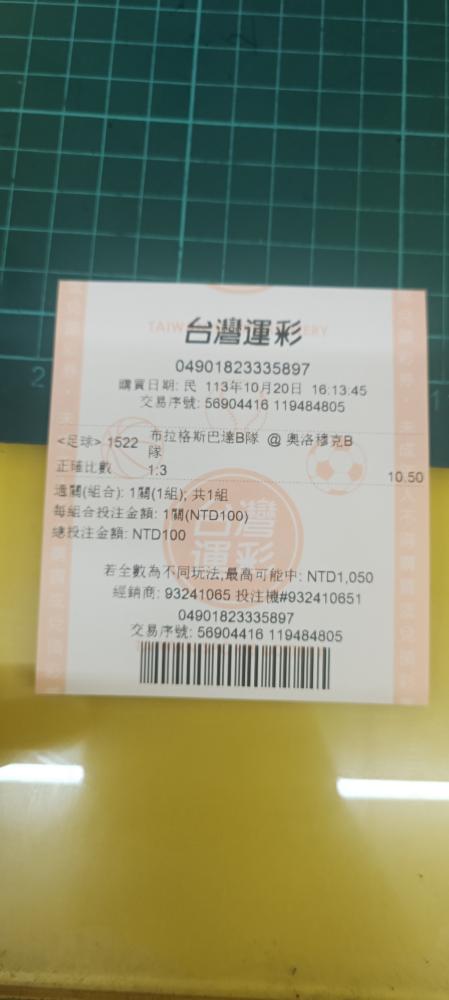 台灣運彩
04901823335897
購買日期: 民 113年10月20日 16:13:45
交易序號: 56904416 119484805
<足球> 1522 布拉格斯巴達B隊 @ 奧洛穆克B
隊
正確比數 1:3 10.50
過關(組合): 1關(1組); 共1組
每組合投注金額: 1關(NTD100)
總投注金額: NTD100
台灣
運彩
若全數為不同玩法,最高可能中: NTD1,050
經銷商: 93241065 投注機#932410651
04901823335897
交易序號: 56904416 119484805
2
1